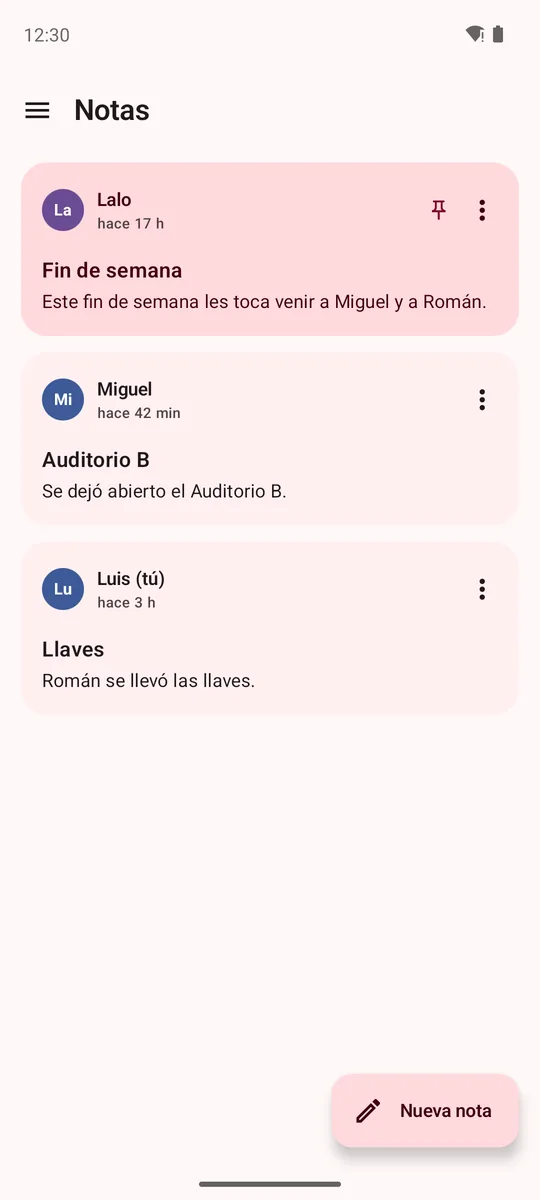 12:30
Notas
La
Lalo
hace 17 h
Fin de semana
Este fin de semana les toca venir a Miguel y a Román.
Mi
Miguel
hace 42 min
Auditorio B
Se dejó abierto el Auditorio B.
Lu
Luis (tú)
hace 3 h
Llaves
Román se llevó las llaves.
Nueva nota